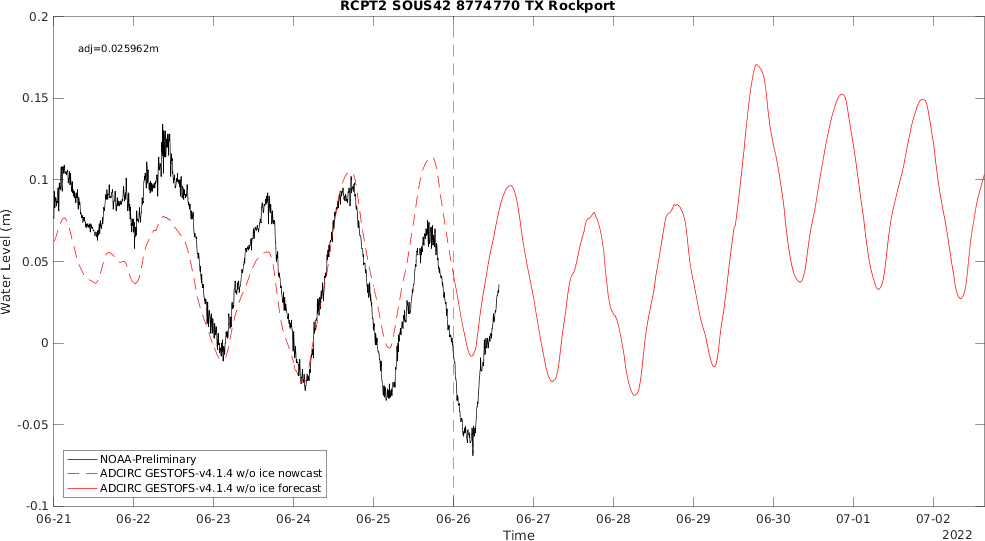 RCPT2 SOUS42 8774770 TX Rockport
adj=0.025962m
Water Level (m)
0.2
0.15
0.1
0.05
0
-0.05
-0.1
NOAA-Preliminary
ADCIRC GESTOFS-v4.1.4 w/o ice nowcast
ADCIRC GESTOFS-v4.1.4 w/o ice forecast
06-21 06-22 06-23 06-24 06-25 06-26 06-27 06-28 06-29 06-30 07-01 07-02
Time
2022